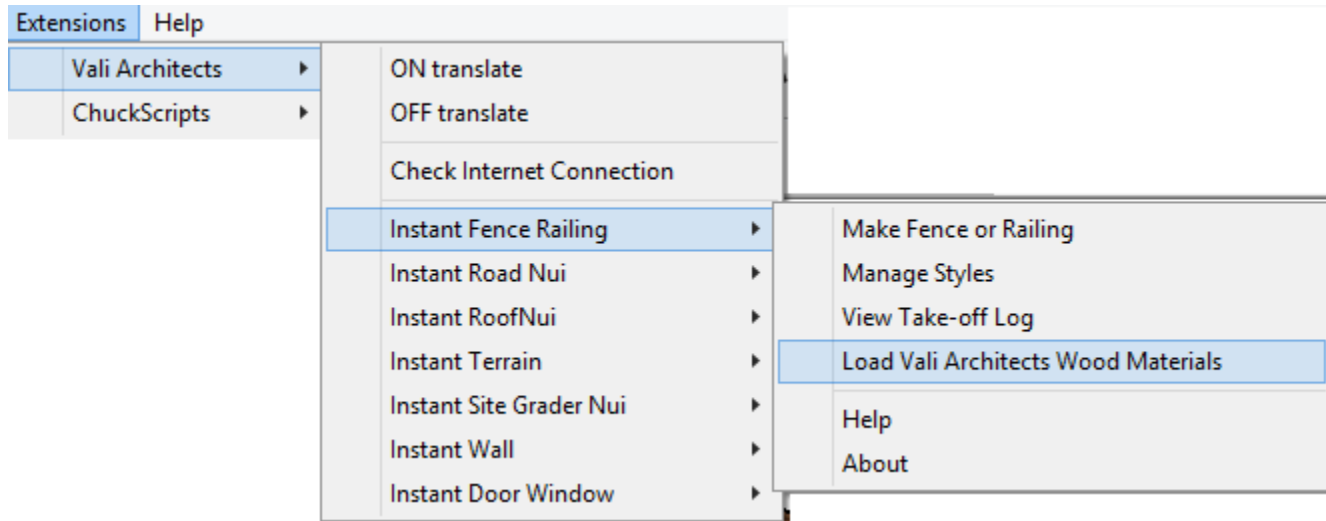 Extensions Help
Vali Architects
ChuckScripts
ON translate
OFF translate
Check Internet Connection
Instant Fence Railing
Instant Road Nui
Instant RoofNui
Instant Terrain
Instant Site Grader Nui
Instant Wall
Instant Door Window
Make Fence or Railing
Manage Styles
View Take-off Log
Load Vali Architects Wood Materials
Help
About